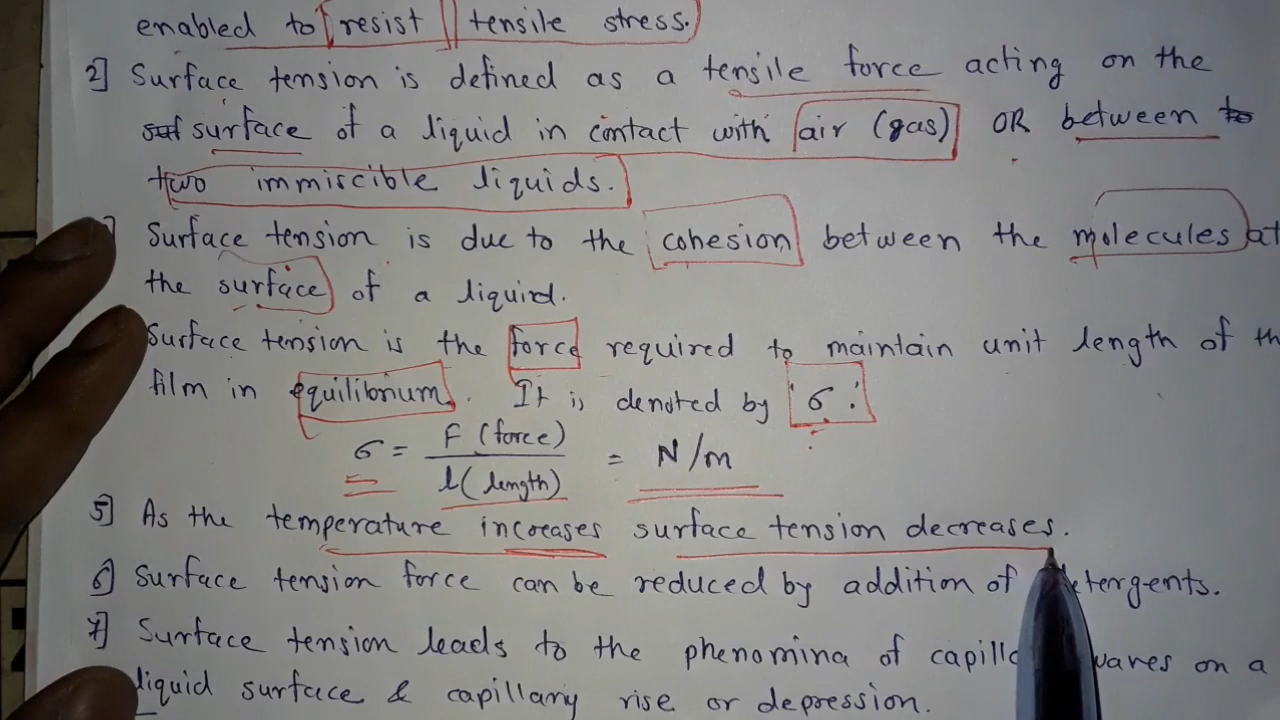 enabled to resist tensile stress.
2] Surface tension is defined as a tensile force acting on the
surface of a liquid in contact with air (gas) OR between
two immiscible liquids.
] Surface tension is due to the cohesion between the molecules at
the surface of a liquid.
Surface tension is the force required to maintain unit length of th
film in equilibrium. It is denoted by 'σ'.
σ = F (force) / l (length) = N/m
5] As the temperature increases surface tension decreases.
6] Surface tension force can be reduced by addition of detergents.
7] Surface tension leads to the phenomina of capill waves on a
liquid surface & capillary rise or depression.